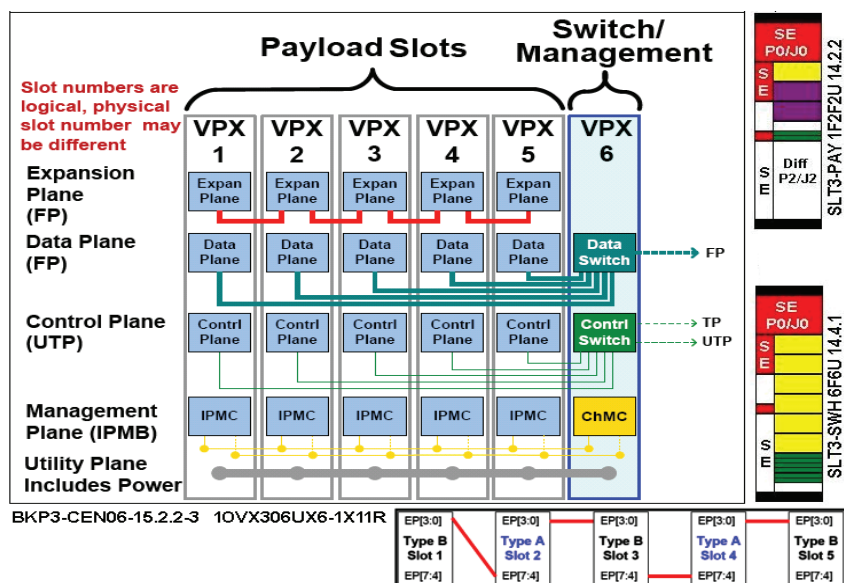 Payload Slots
Switch/
Management
Slot numbers are
logical, physical
slot number may
be different
VPX
1
VPX
2
VPX
3
VPX
4
VPX
5
VPX
6
Expansion
Plane
(FP)
Expan
Plane
Expan
Plane
Expan
Plane
Expan
Plane
Expan
Plane
Data Plane
(FP)
Data
Plane
Data
Plane
Data
Plane
Data
Plane
Data
Plane
Data
Switch
FP
Control Plane
(UTP)
Contrl
Plane
Contrl
Plane
Contrl
Plane
Contrl
Plane
Contrl
Plane
Contrl
Switch
TP
UTP
Management
Plane (IPMB)
IPMC
IPMC
IPMC
IPMC
IPMC
ChMC
Utility Plane
Includes Power
SE
P0/J0
S
E
S
E
Diff
P2/J2
SLT3-PAY 1F2F2U 14.2.2
SE
P0/J0
S
E
S
E
SLT3-SWH 6F6U 14.4.1
BKP3-CEN06-15.2.2-3 1OVX306UX6-1X11R
EP[3:0]
Type B
Slot 1
EP[7:4]
EP[3:0]
Type A
Slot 2
EP[7:4]
EP[3:0]
Type B
Slot 3
EP[7:4]
EP[3:0]
Type A
Slot 4
EP[7:4]
EP[3:0]
Type B
Slot 5
EP[7:4]